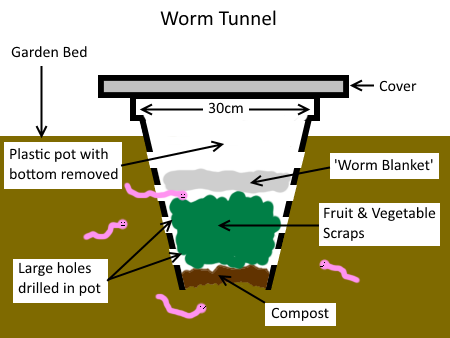 Worm Tunnel
Garden Bed
Cover
30cm
Plastic pot with
bottom removed
'Worm Blanket'
Fruit & Vegetable
Scraps
Large holes
drilled in pot
Compost